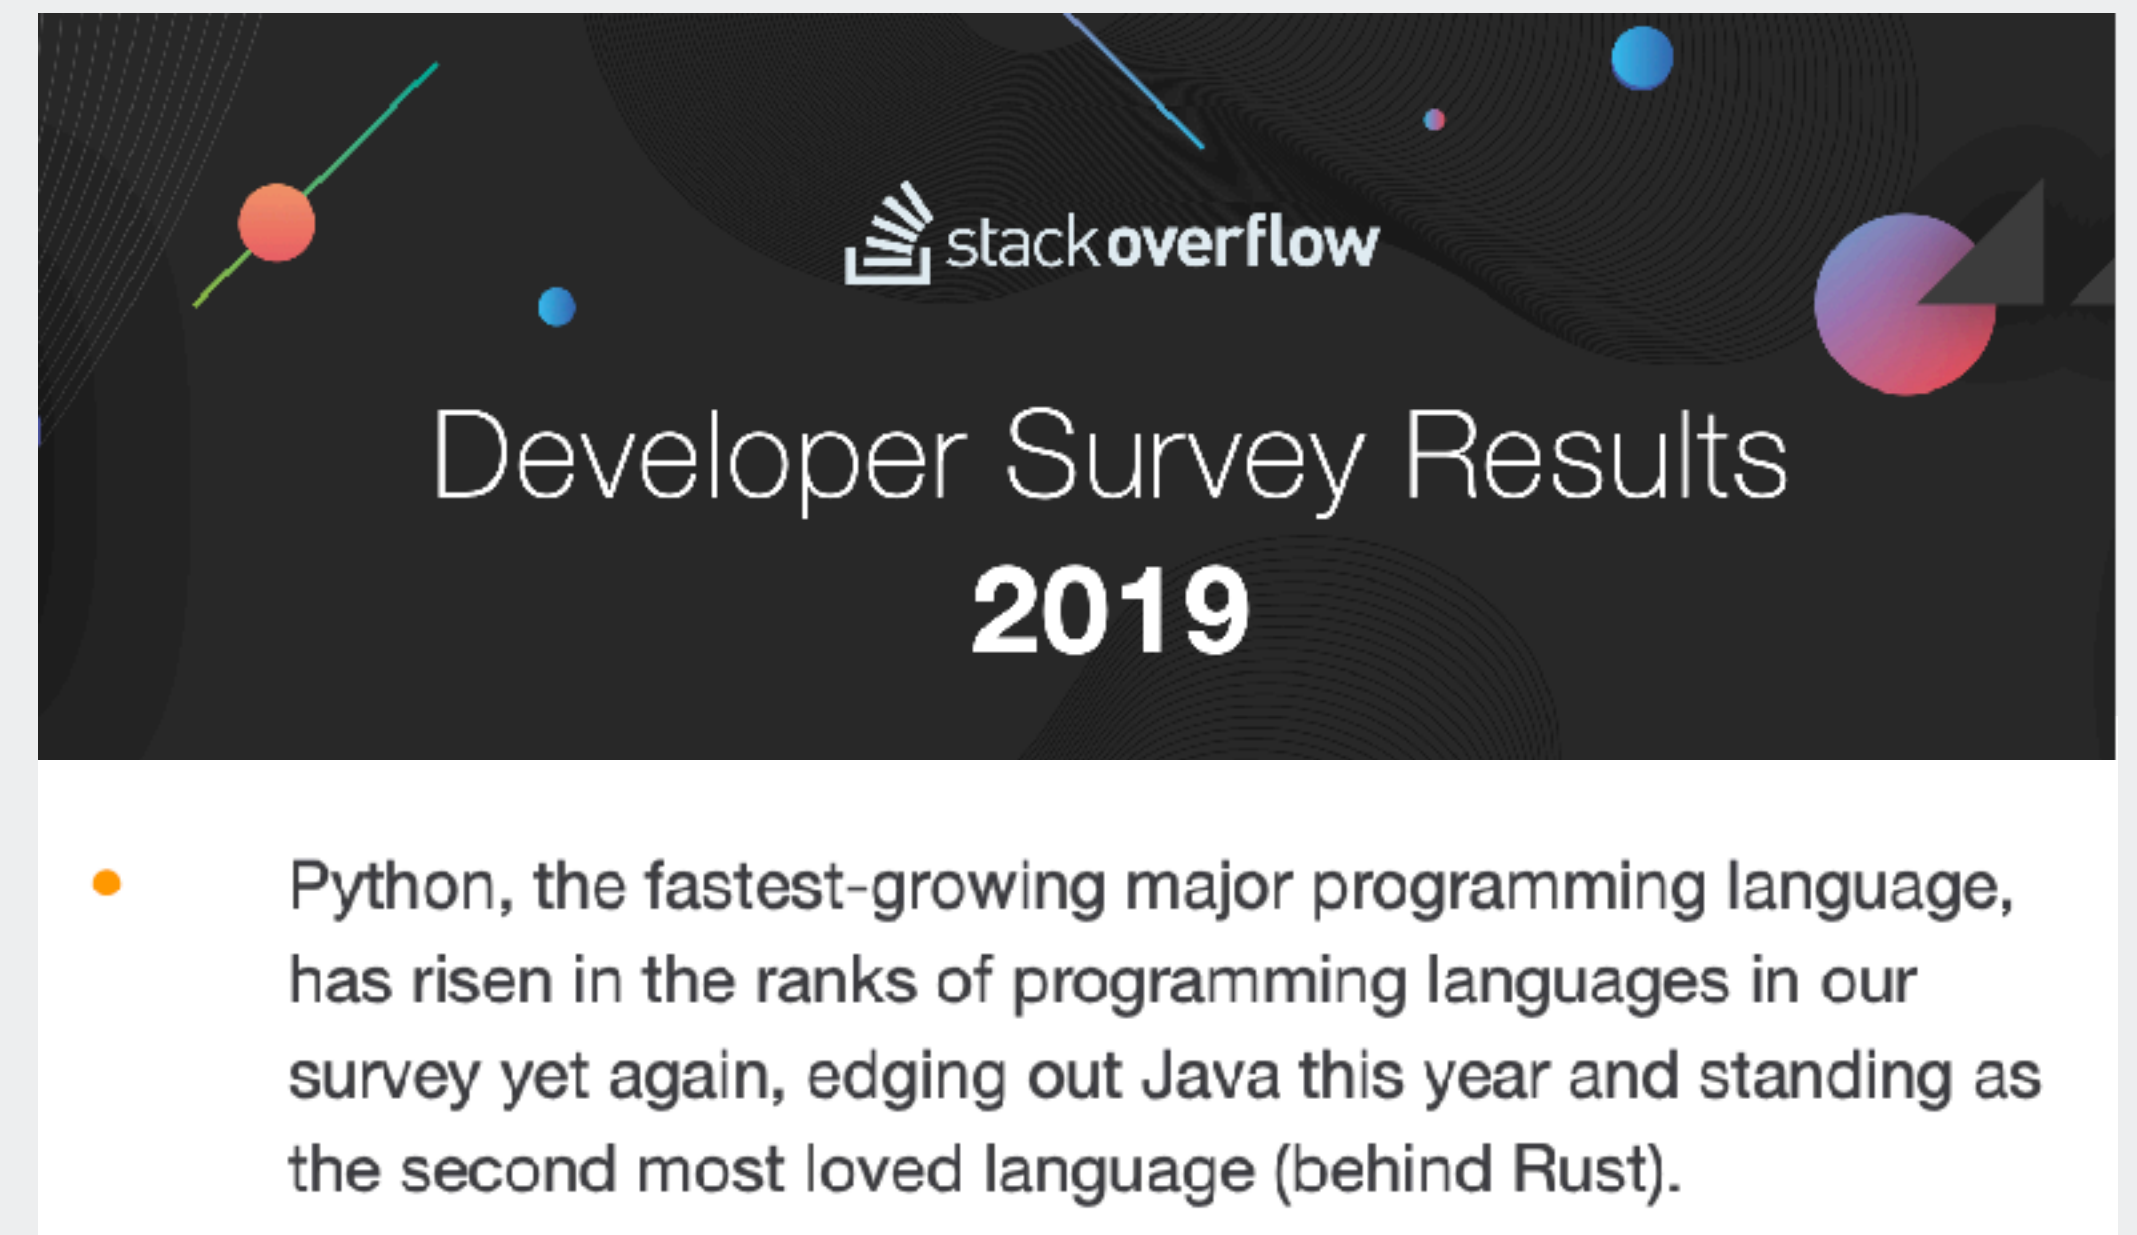 stackoverflow
Developer Survey Results
2019
Python, the fastest-growing major programming language,
has risen in the ranks of programming languages in our
survey yet again, edging out Java this year and standing as
the second most loved language (behind Rust).